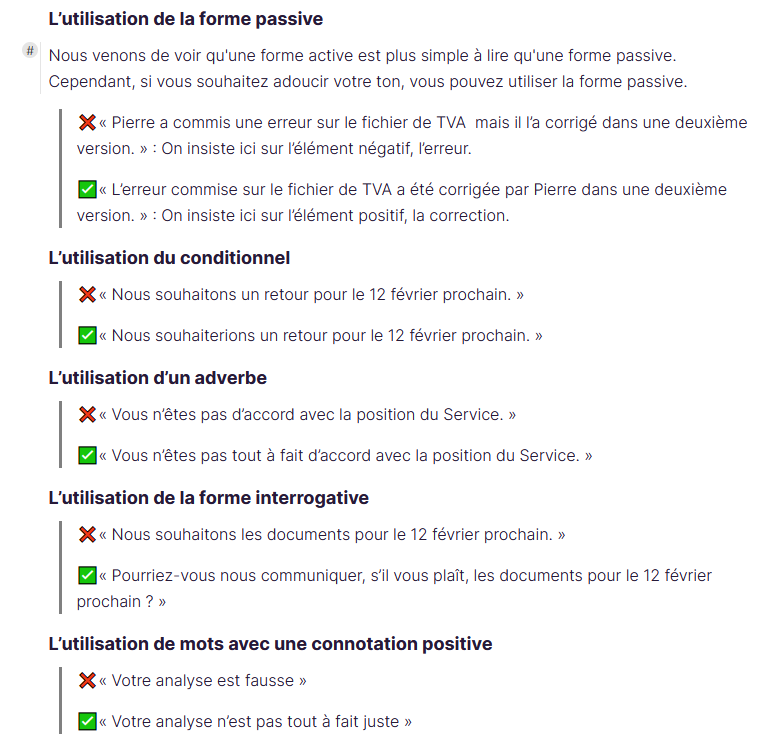 L’utilisation de la forme passive
#
Nous venons de voir qu'une forme active est plus simple à lire qu'une forme passive.
Cependant, si vous souhaitez adoucir votre ton, vous pouvez utiliser la forme passive.
❌« Pierre a commis une erreur sur le fichier de TVA  mais il l’a corrigé dans une deuxième
version. » : On insiste ici sur l’élément négatif, l’erreur.
✅« L’erreur commise sur le fichier de TVA a été corrigée par Pierre dans une deuxième
version. » : On insiste ici sur l’élément positif, la correction.
L’utilisation du conditionnel
❌« Nous souhaitons un retour pour le 12 février prochain. »
✅« Nous souhaiterions un retour pour le 12 février prochain. »
L’utilisation d’un adverbe
❌« Vous n’êtes pas d’accord avec la position du Service. »
✅« Vous n’êtes pas tout à fait d’accord avec la position du Service. »
L’utilisation de la forme interrogative
❌« Nous souhaitons les documents pour le 12 février prochain. »
✅« Pourriez-vous nous communiquer, s’il vous plaît, les documents pour le 12 février
prochain ? »
L’utilisation de mots avec une connotation positive
❌« Votre analyse est fausse »
✅« Votre analyse n’est pas tout à fait juste »